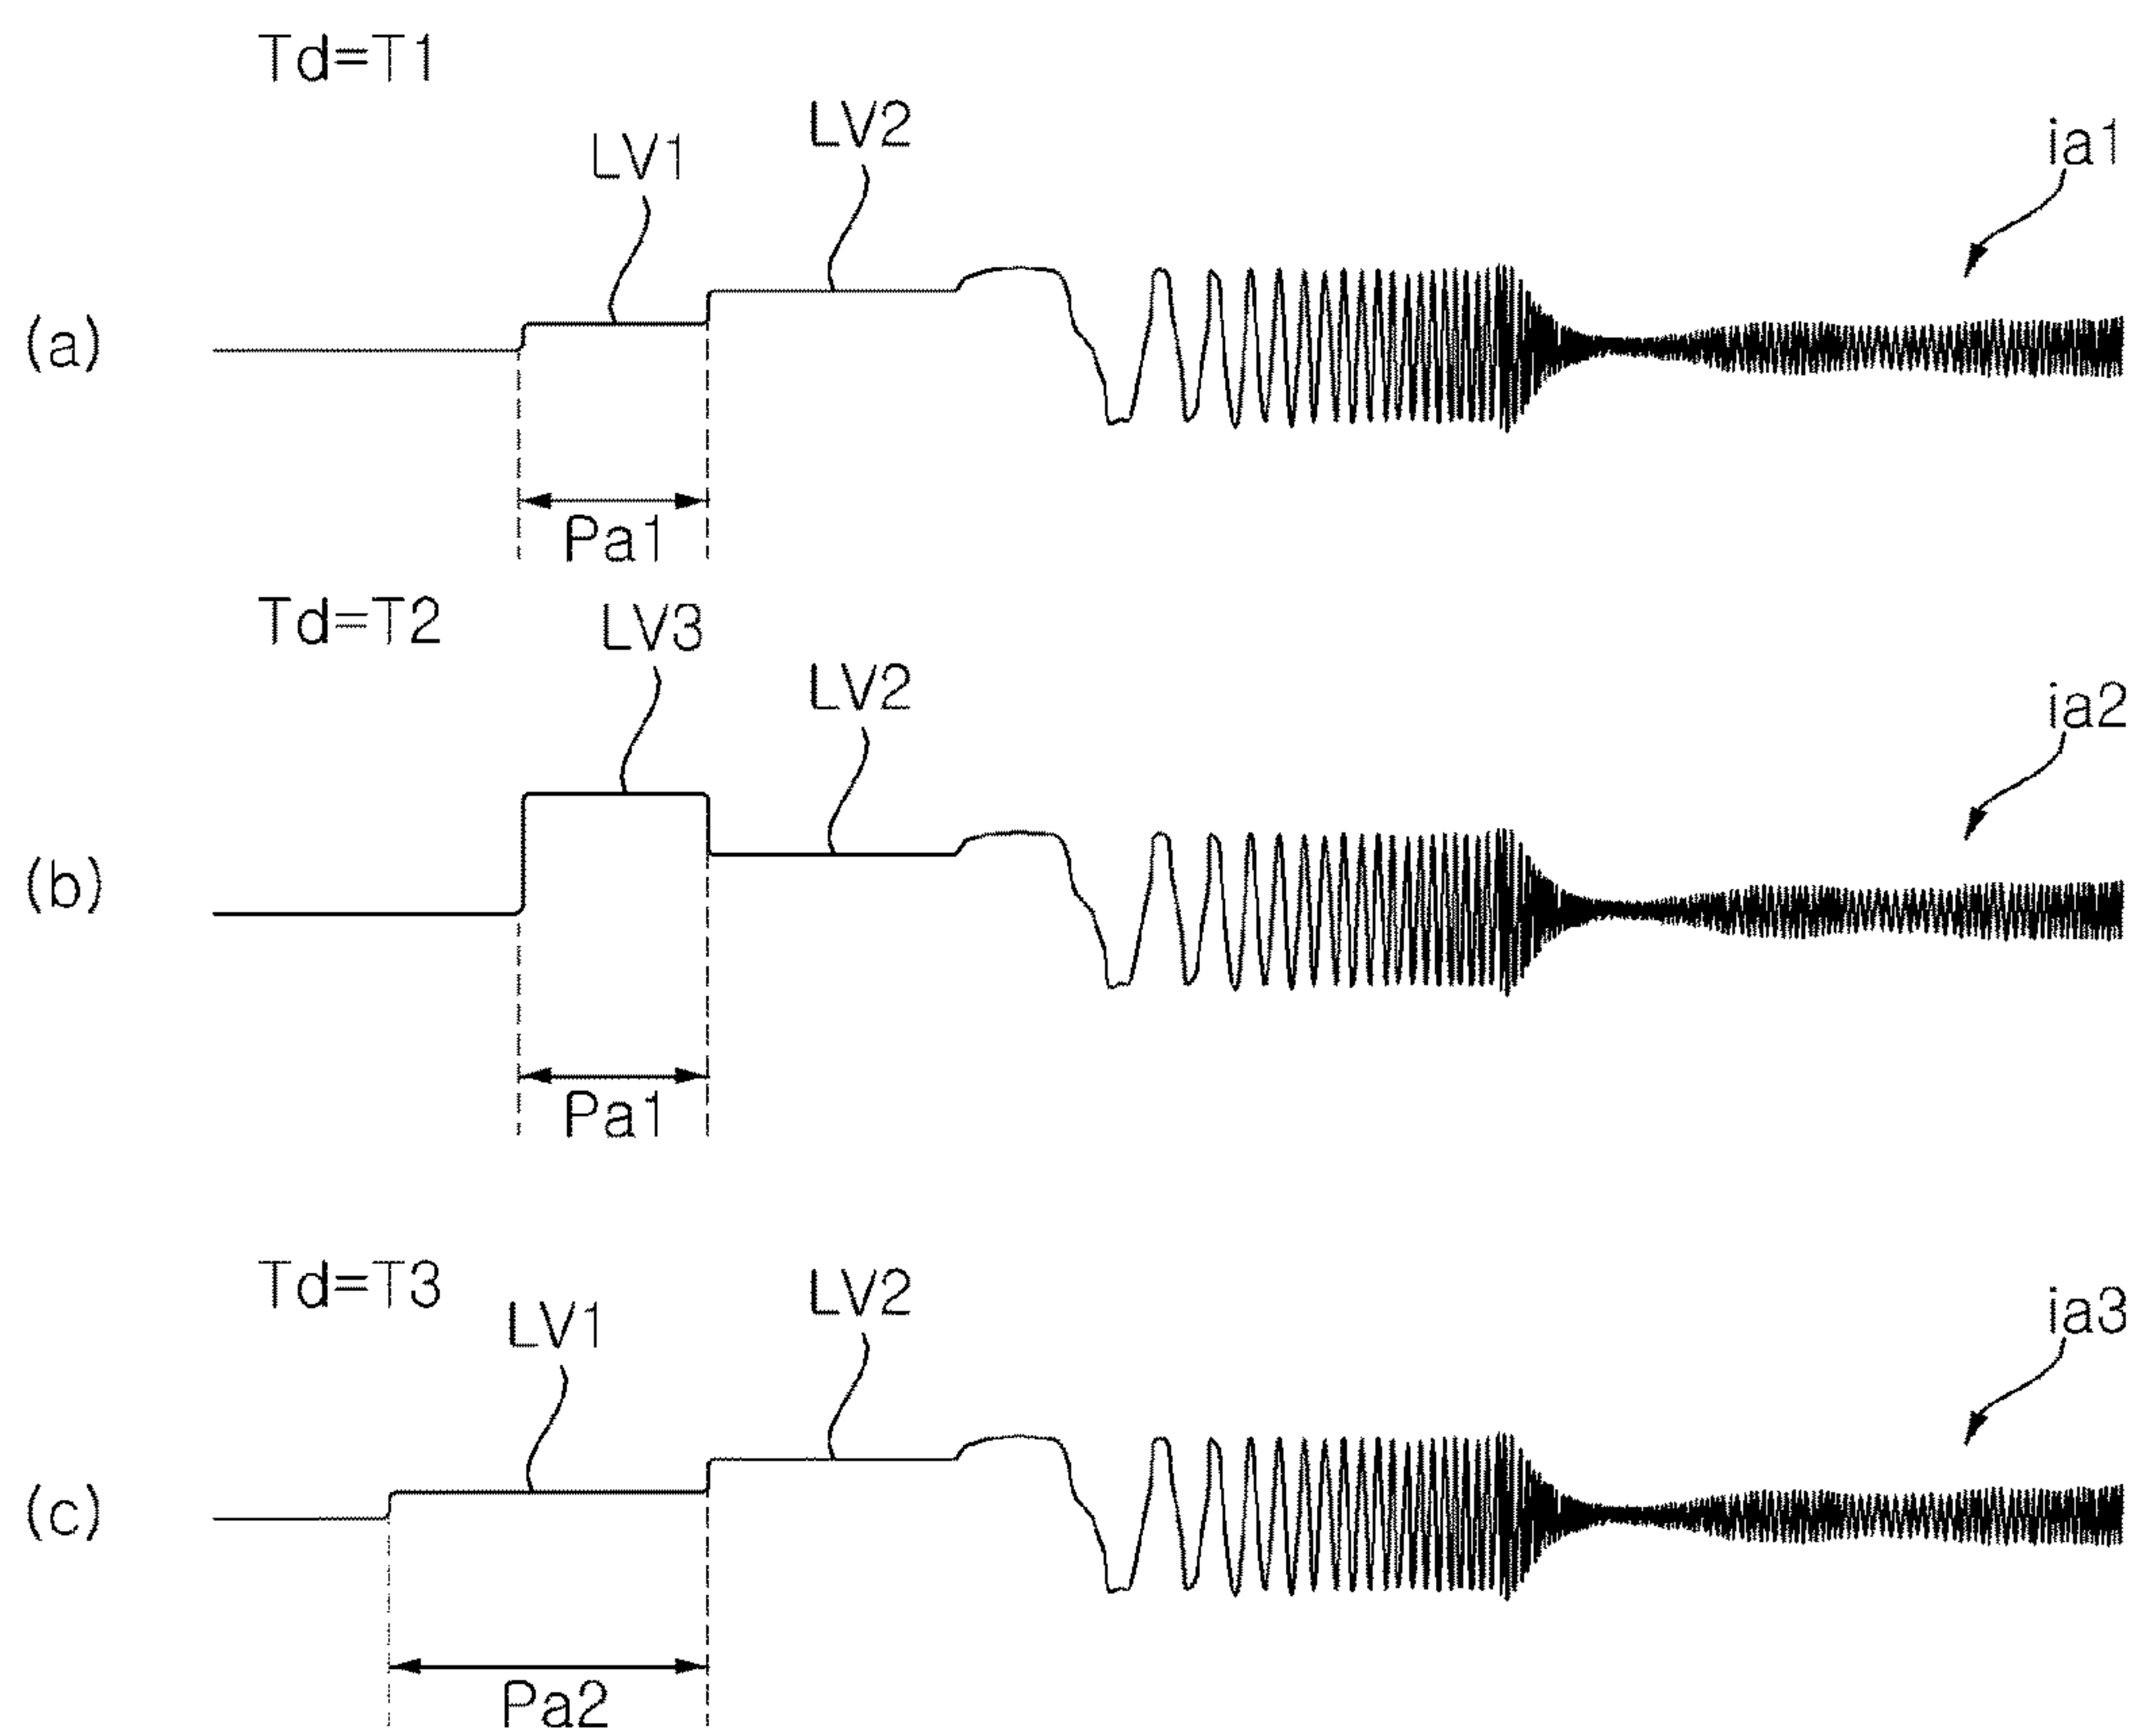 Td=T1
LV1
LV2
ia1
(a)
Pa1
Td=T2
LV3
LV2
ia2
(b)
Pa1
Td=T3
LV1
LV2
ia3
(c)
Pa2